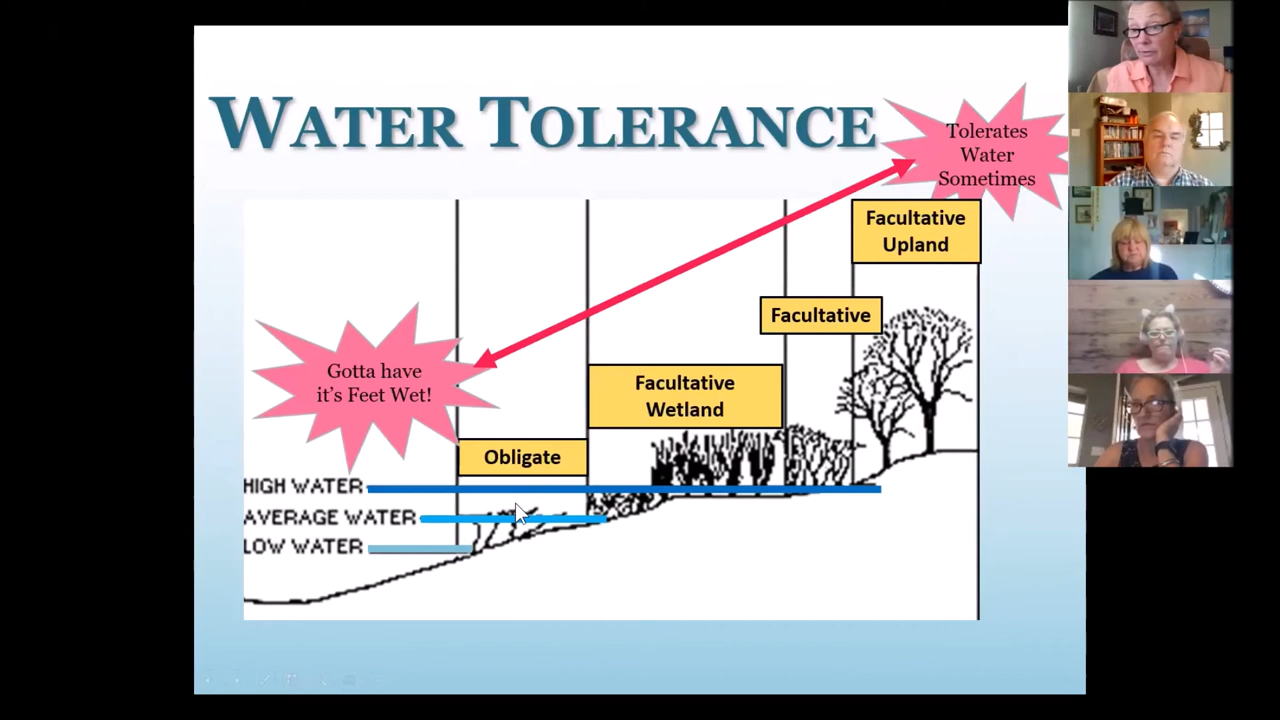 WATER TOLERANCE
Tolerates
Water
Sometimes
Facultative
Upland
Facultative
Gotta have
it's Feet Wet!
Facultative
Wetland
Obligate
HIGH WATER
AVERAGE WATER
LOW WATER